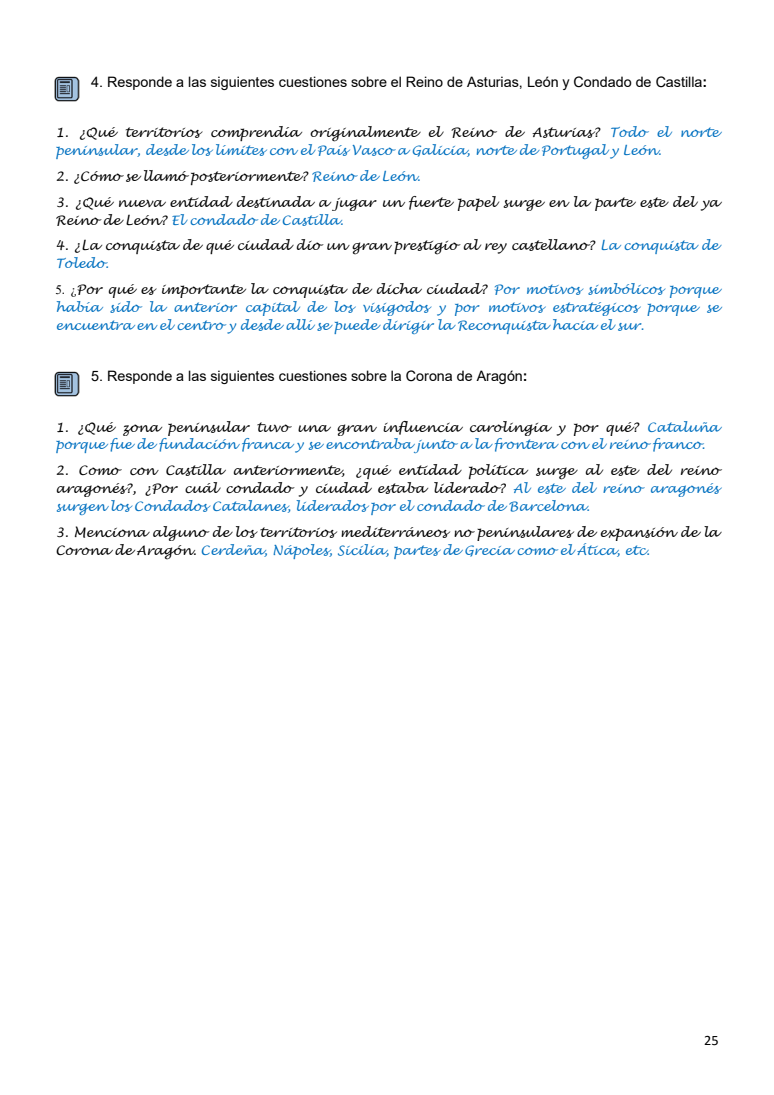 4. Responde a las siguientes cuestiones sobre el Reino de Asturias, León y Condado de Castilla:
1. ¿Qué territorios comprendía originalmente el Reino de Asturias? Todo el norte
peninsular, desde los límites con el País Vasco a Galicia, norte de Portugal y León.
2. ¿Cómo se llamó posteriormente? Reino de León.
3. ¿Qué nueva entidad destinada a jugar un fuerte papel surge en la parte este del ya
Reino de León? El condado de Castilla.
4. ¿La conquista de qué ciudad dio un gran prestigio al rey castellano? La conquista de
Toledo.
5. ¿Por qué es importante la conquista de dicha ciudad? Por motivos simbólicos porque
había sido la anterior capital de los visigodos y por motivos estratégicos porque se
encuentra en el centro y desde allí se puede dirigir la Reconquista hacia el sur.
5. Responde a las siguientes cuestiones sobre la Corona de Aragón:
1. ¿Qué zona peninsular tuvo una gran influencia carolingia y por qué? Cataluña
porque fue de fundación franca y se encontraba junto a la frontera con el reino franco.
2. Como con Castilla anteriormente, ¿qué entidad política surge al este del reino
aragonés?, ¿Por cuál condado y ciudad estaba liderado? Al este del reino aragonés
surgen los Condados Catalanes, liderados por el condado de Barcelona.
3. Menciona alguno de los territorios mediterráneos no peninsulares de expansión de la
Corona de Aragón. Cerdeña, Nápoles, Sicilia, partes de Grecia como el Ática, etc.
25